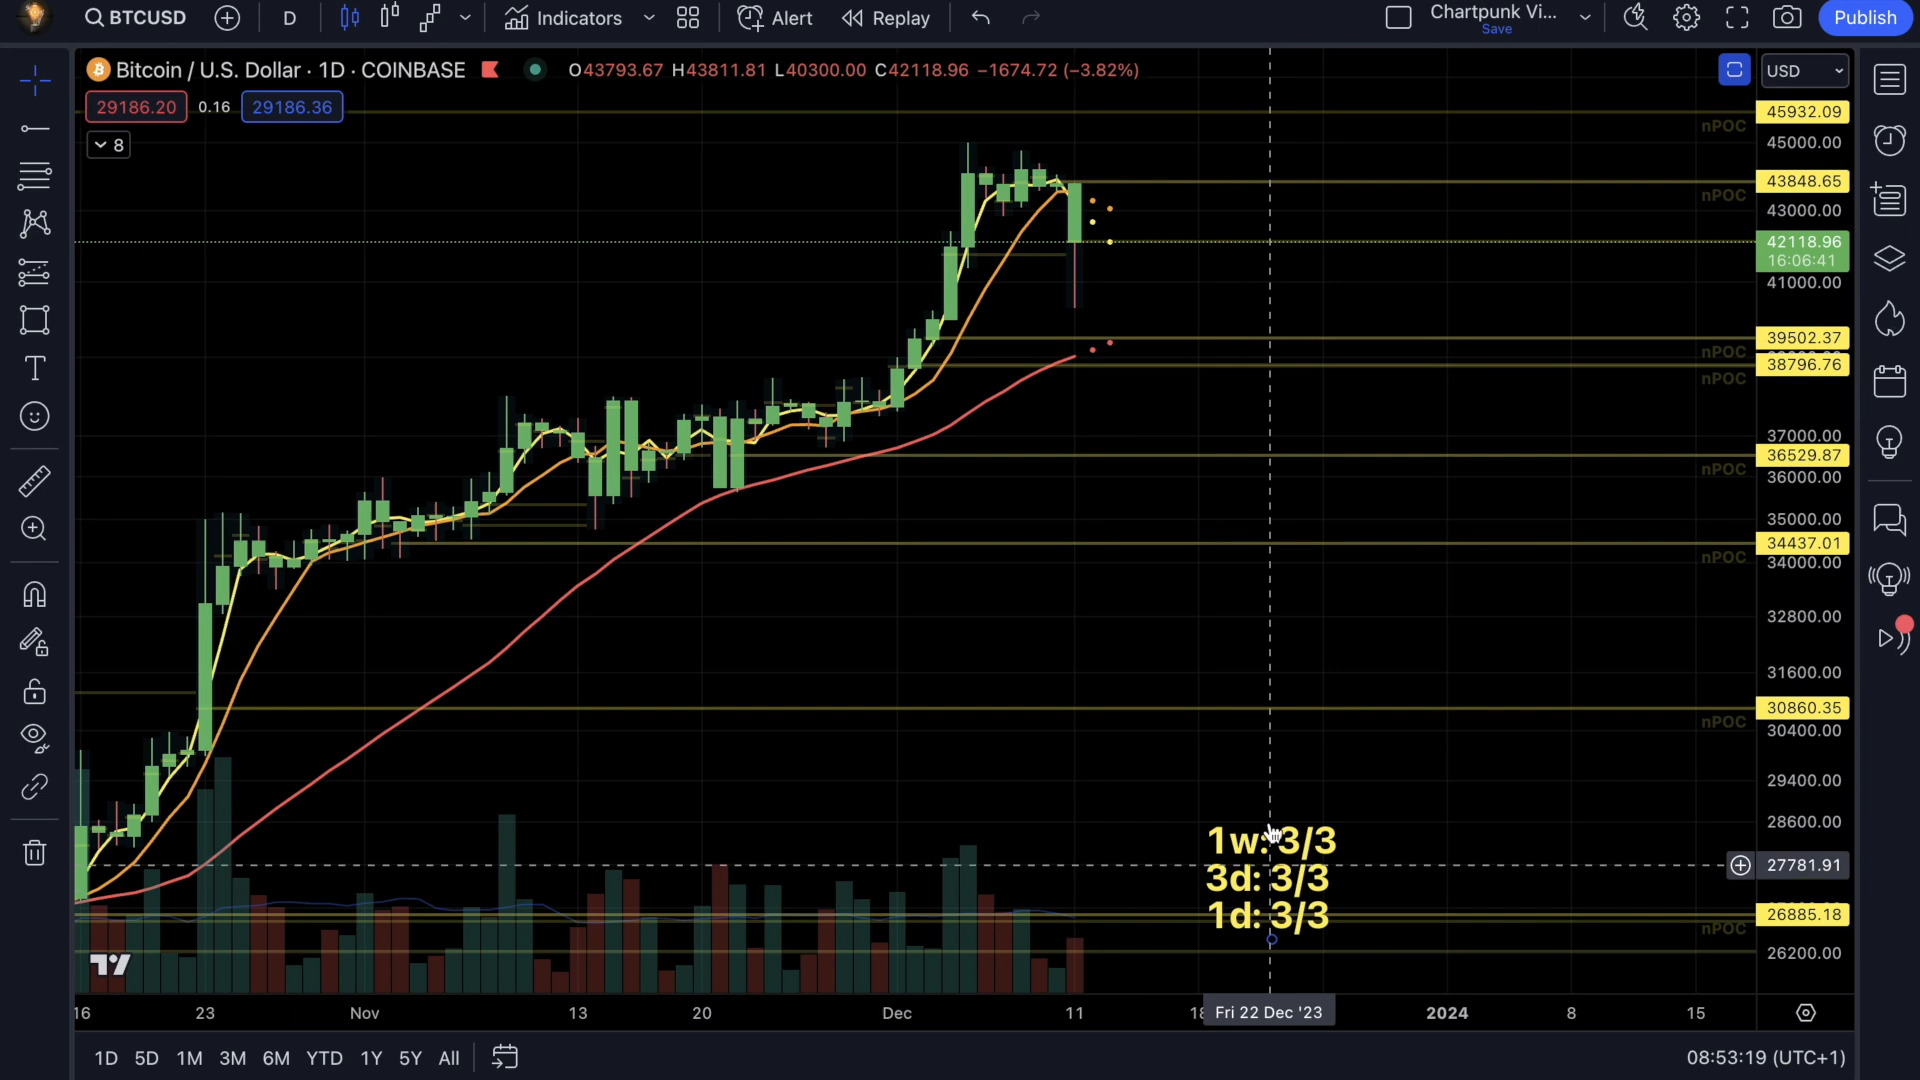 BTCUSD
D
Indicators
Alert
Replay
Chartpunk Vi...
Save
Publish
Bitcoin / U.S. Dollar · 1D · COINBASE
O43793.67 H43811.81 L40300.00 C42118.96 −1674.72 (−3.82%)
USD
29186.20
0.16
29186.36
8
45932.09
nPOC
45000.00
43848.65
nPOC
43000.00
42118.96
16:06:41
41000.00
39502.37
nPOC
38796.76
nPOC
37000.00
36529.87
nPOC
36000.00
35000.00
34437.01
nPOC
34000.00
32800.00
31600.00
30860.35
nPOC
30400.00
29400.00
28600.00
1w: 3/3
27781.91
3d: 3/3
1d: 3/3
26885.18
nPOC
26200.00
16 23 Nov 13 20 Dec 11 Fri 22 Dec '23 2024 8 15
1D 5D 1M 3M 6M YTD 1Y 5Y All
08:53:19 (UTC+1)